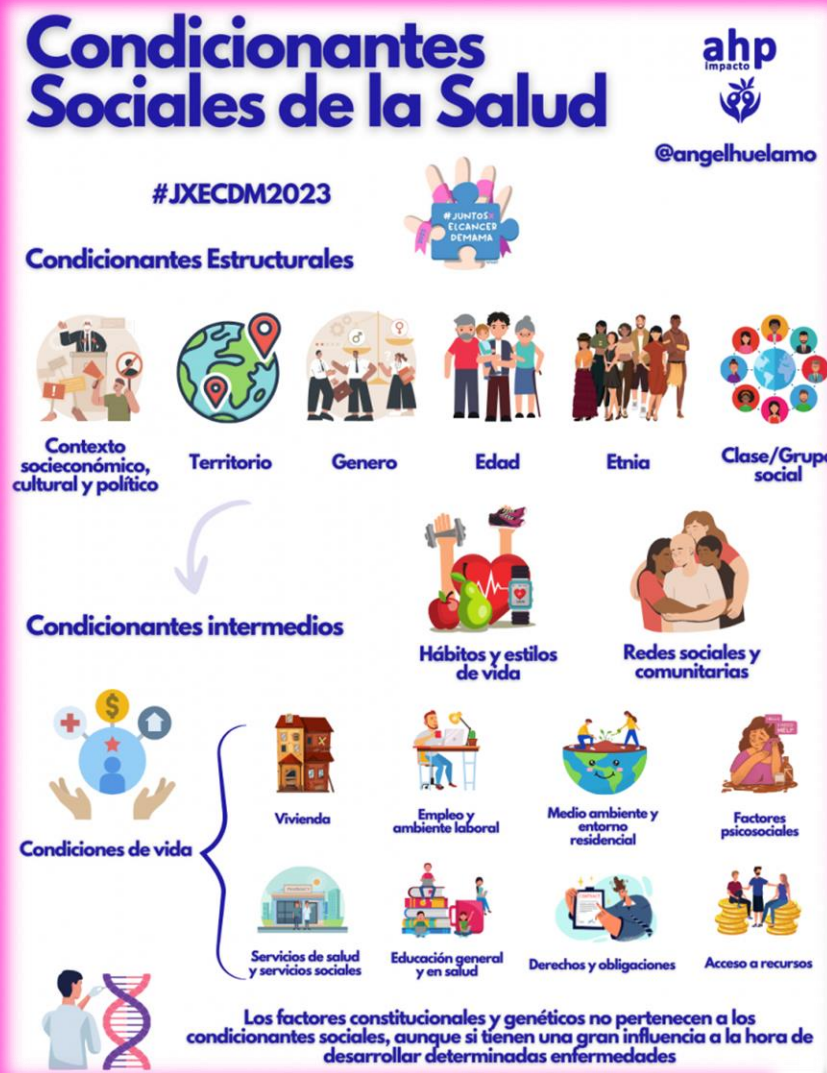 Condicionantes
Sociales de la Salud
ahp
impacto
@angelhuelamo
#JXECDM2023
#JUNTOSX
ELCANCER
DEMAMA
Condicionantes Estructurales
Contexto
socieconómico,
cultural y político
Territorio
Genero
Edad
Etnia
Clase/Grupo
social
Condicionantes intermedios
Hábitos y estilos
de vida
Redes sociales y
comunitarias
Condiciones de vida
Vivienda
Empleo y
ambiente laboral
Medio ambiente y
entorno
residencial
HELP
Factores
psicosociales
Servicios de salud
y servicios sociales
Educación general
y en salud
CONTRACT
Derechos y obligaciones
Acceso a recursos
Los factores constitucionales y genéticos no pertenecen a los
condicionantes sociales, aunque si tienen una gran influencia a la hora de
desarrollar determinadas enfermedades